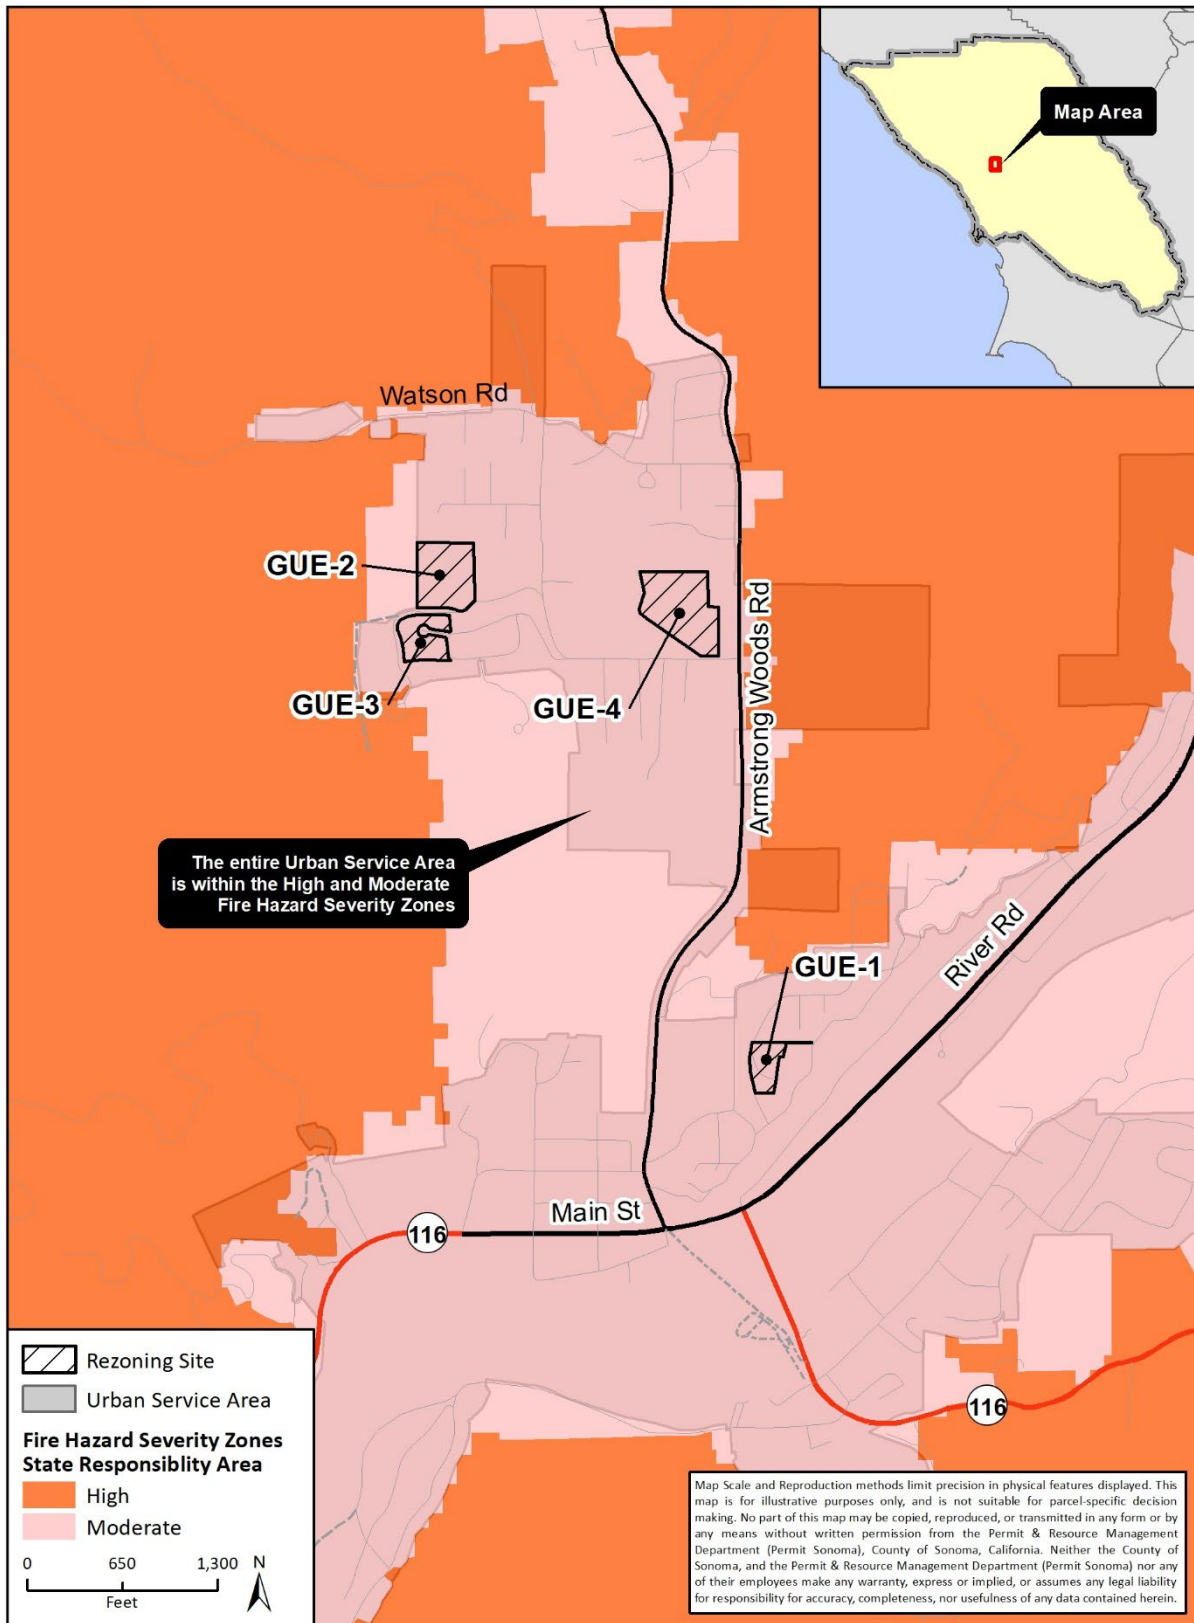 Map Area
Watson Rd
GUE-2
GUE-3
GUE-4
Armstrong Woods Rd
The entire Urban Service Area
is within the High and Moderate
Fire Hazard Severity Zones
GUE-1
River Rd
Main St
116
116
Rezoning Site
Urban Service Area
Fire Hazard Severity Zones
State Responsiblity Area
High
Moderate
0 650 1,300
Feet
N
Map Scale and Reproduction methods limit precision in physical features displayed. This
map is for illustrative purposes only, and is not suitable for parcel-specific decision
making. No part of this map may be copied, reproduced, or transmitted in any form or by
any means without written permission from the Permit & Resource Management
Department (Permit Sonoma), County of Sonoma, California. Neither the County of
Sonoma, and the Permit & Resource Management Department (Permit Sonoma) nor any
of their employees make any warranty, express or implied, or assumes any legal liability
for responsibility for accuracy, completeness, nor usefulness of any data contained herein.